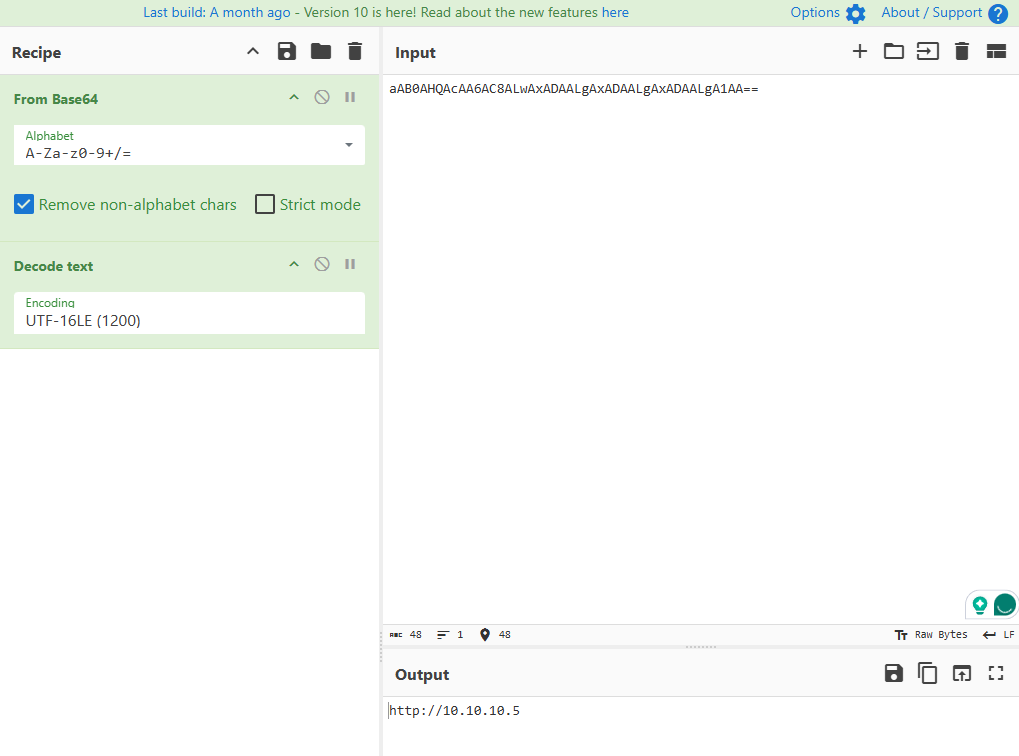 Last build: A month ago - Version 10 is here! Read about the new features here
Options
About / Support
Recipe
Input
From Base64
Alphabet
A-Za-z0-9+/=
Remove non-alphabet chars
Strict mode
Decode text
Encoding
UTF-16LE (1200)
aAB0AHQAcAA6AC8ALwAxADAALgAxADAALgAxADAALgA1AA==
ABC 48
1
48
Tт Raw Bytes
LF
Output
http://10.10.10.5